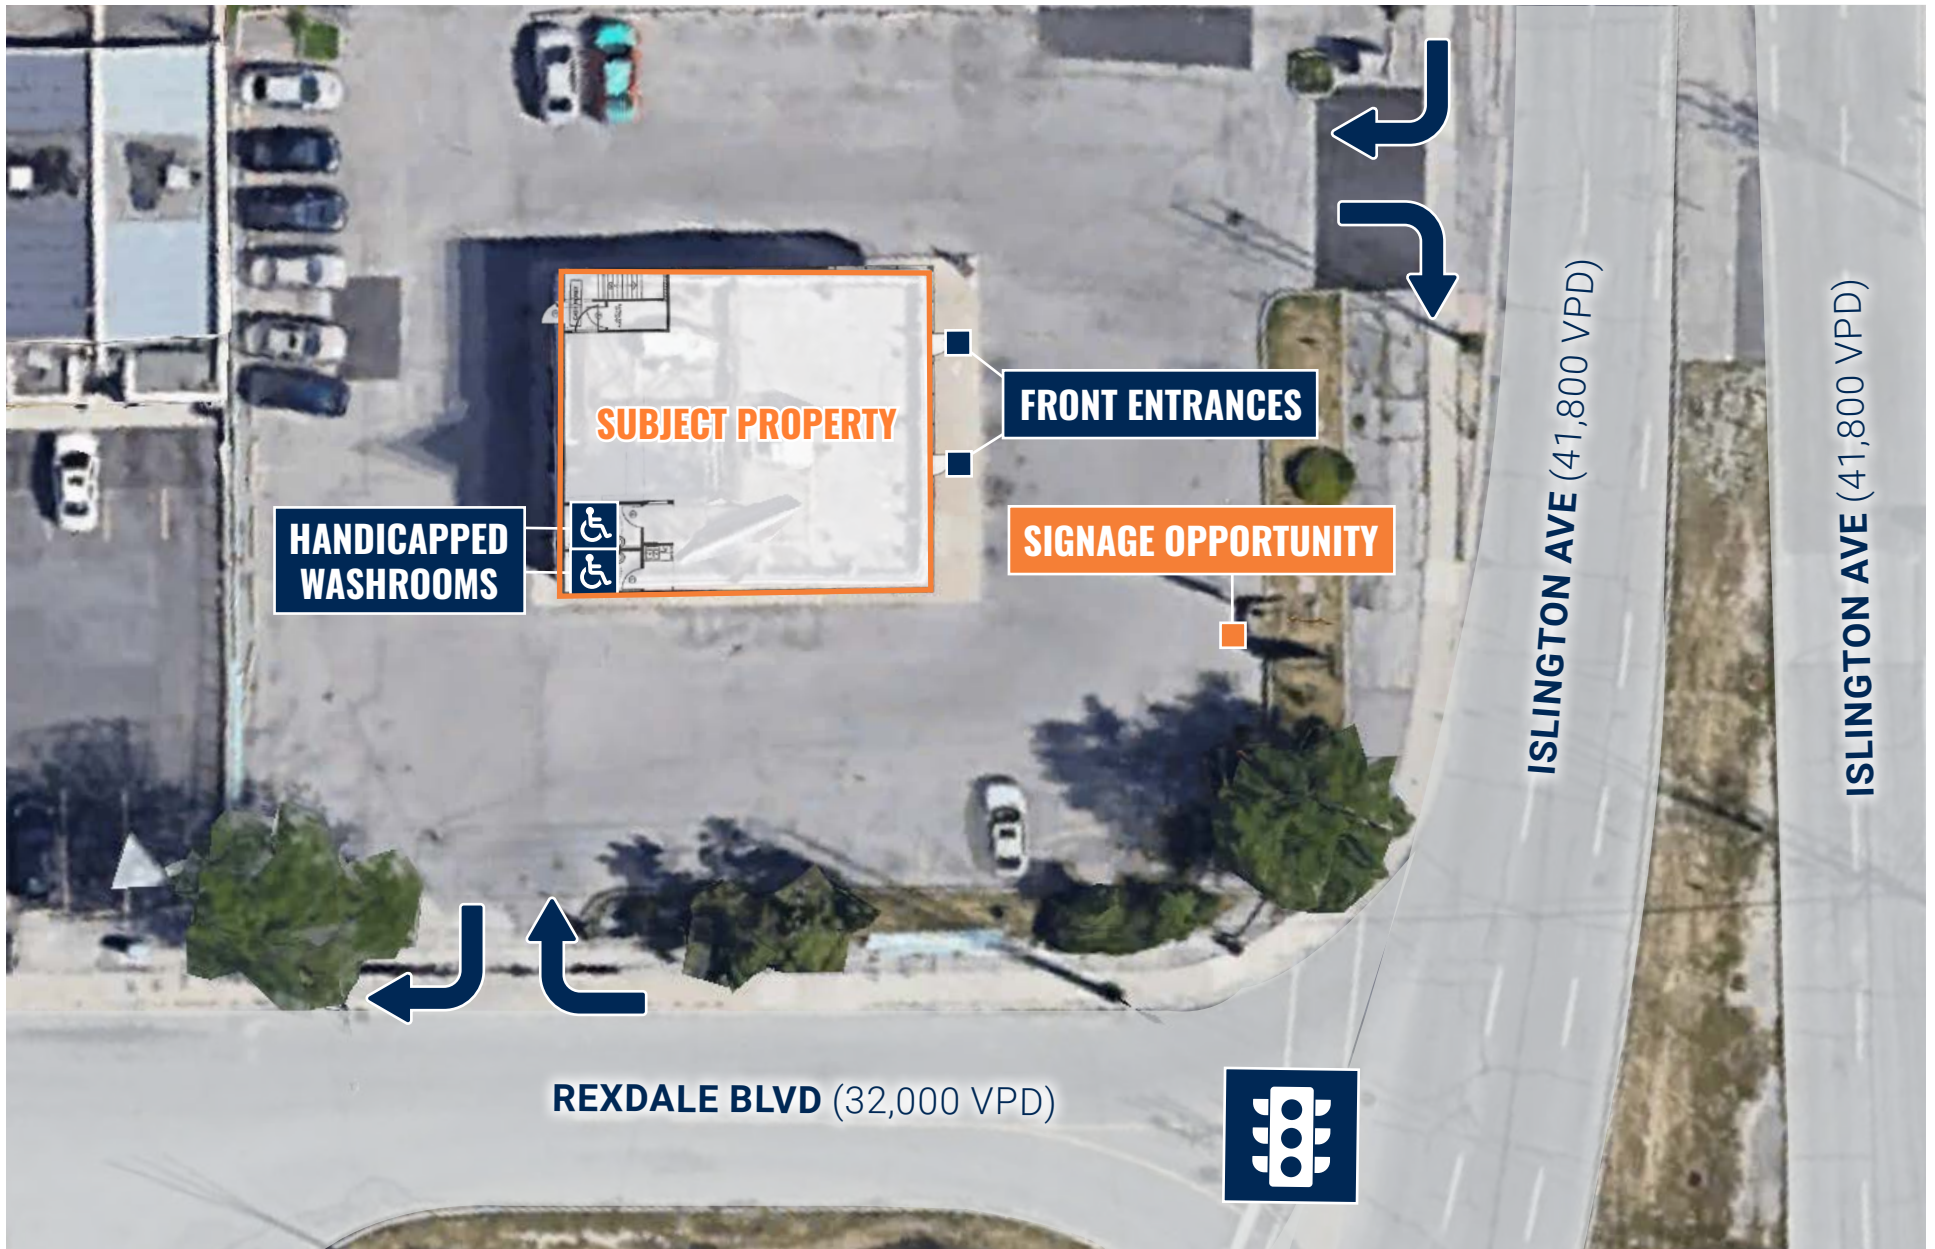 SUBJECT PROPERTY
FRONT ENTRANCES
HANDICAPPED
WASHROOMS
SIGNAGE OPPORTUNITY
ISLINGTON AVE (41,800 VPD)
ISLINGTON AVE (41,800 VPD)
REXDALE BLVD (32,000 VPD)